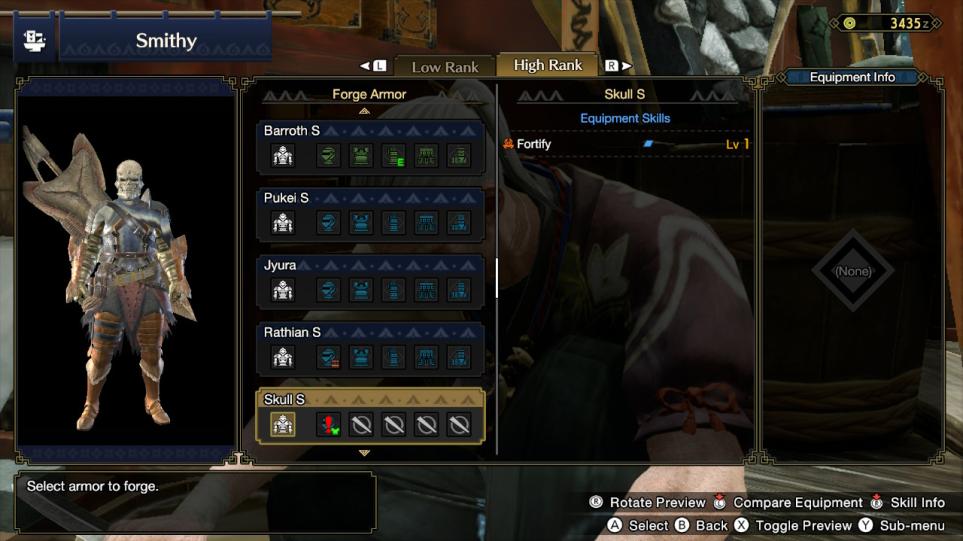 Smithy
3435z
L Low Rank High Rank R
Forge Armor
Barroth S
E
Pukei S
Jyura
Rathian S
Skull S
Skull S
Equipment Skills
Fortify Lv 1
Equipment Info
(None)
Select armor to forge.
R Rotate Preview L Compare Equipment R Skill Info
A Select B Back X Toggle Preview Y Sub-menu